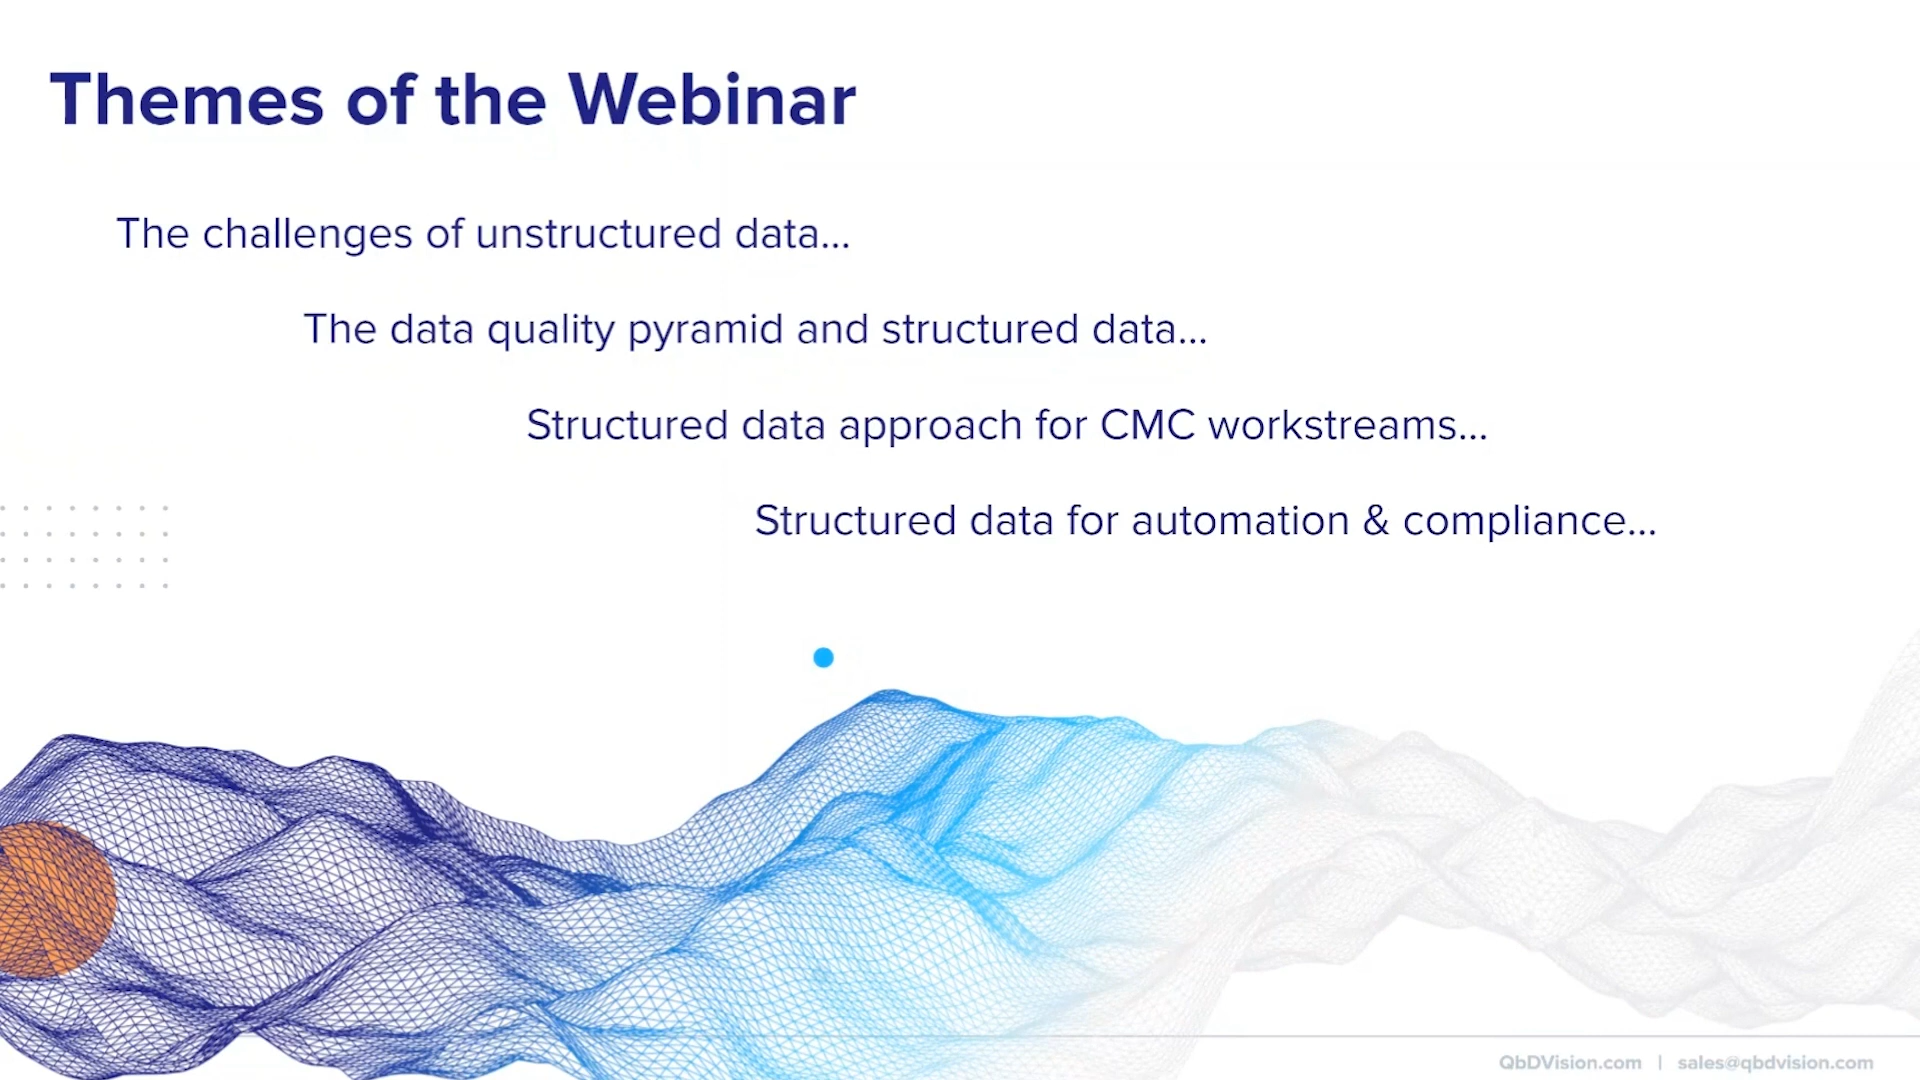 Themes of the Webinar
The challenges of unstructured data...
The data quality pyramid and structured data...
Structured data approach for CMC workstreams...
Structured data for automation & compliance...
QbDVision.com | sales@qbdvision.com